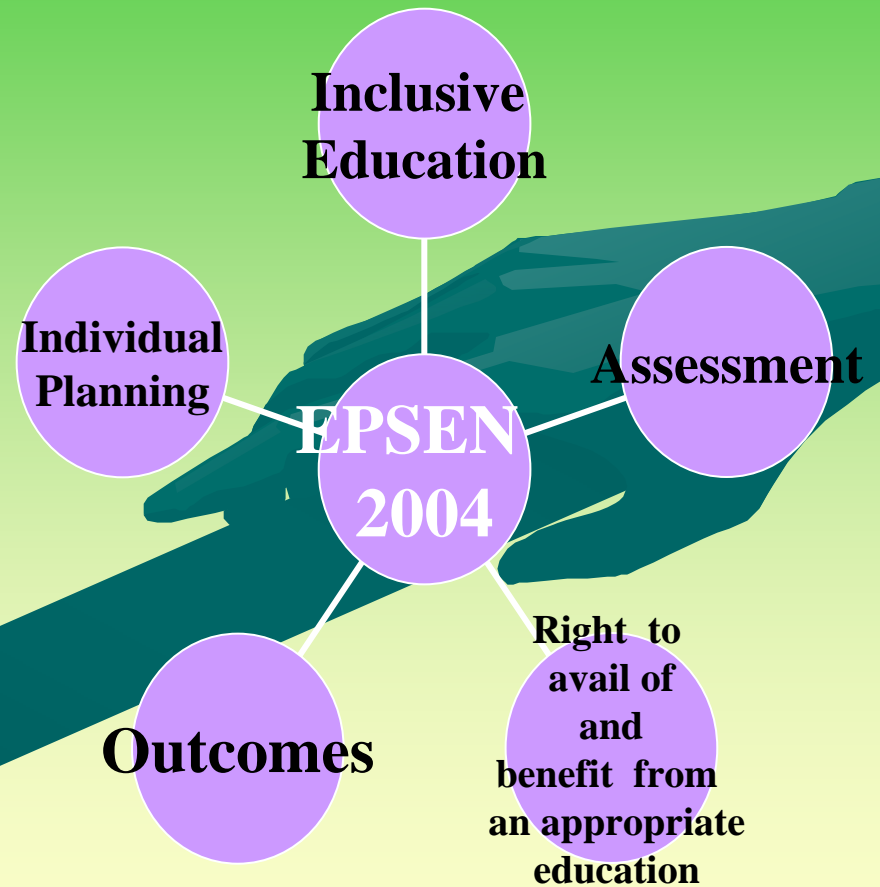 Inclusive
Education
Individual
Planning
Assessment
EPSEN
2004
Outcomes
Right to
avail of
and
benefit from
an appropriate
education